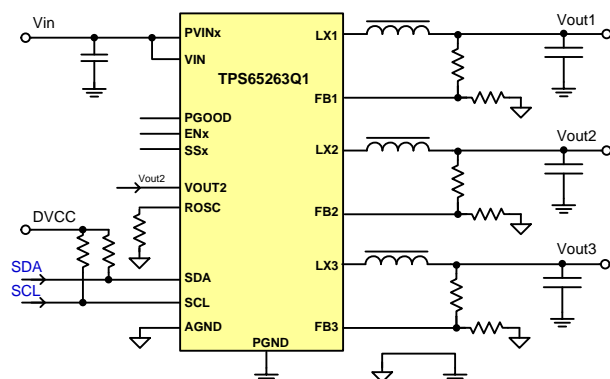 Vin
PVINx
VIN
TPS65263Q1
PGOOD
ENx
SSx
Vout2
VOUT2
ROSC
DVCC
SDA
SDA
SCL
SCL
AGND
PGND
LX1
Vout1
FB1
LX2
Vout2
FB2
LX3
Vout3
FB3